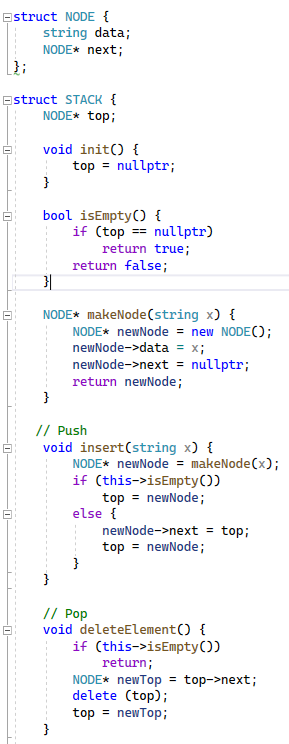 struct NODE {
    string data;
    NODE* next;
};
struct STACK {
    NODE* top;
    void init() {
        top = nullptr;
    }
    bool isEmpty() {
        if (top == nullptr)
            return true;
        return false;
    }
    NODE* makeNode(string x) {
        NODE* newNode = new NODE();
        newNode->data = x;
        newNode->next = nullptr;
        return newNode;
    }
   // Push
    void insert(string x) {
        NODE* newNode = makeNode(x);
        if (this->isEmpty())
            top = newNode;
        else {
            newNode->next = top;
            top = newNode;
        }
    }
    // Pop
    void deleteElement() {
        if (this->isEmpty())
            return;
        NODE* newTop = top->next;
        delete (top);
        top = newTop;
    }